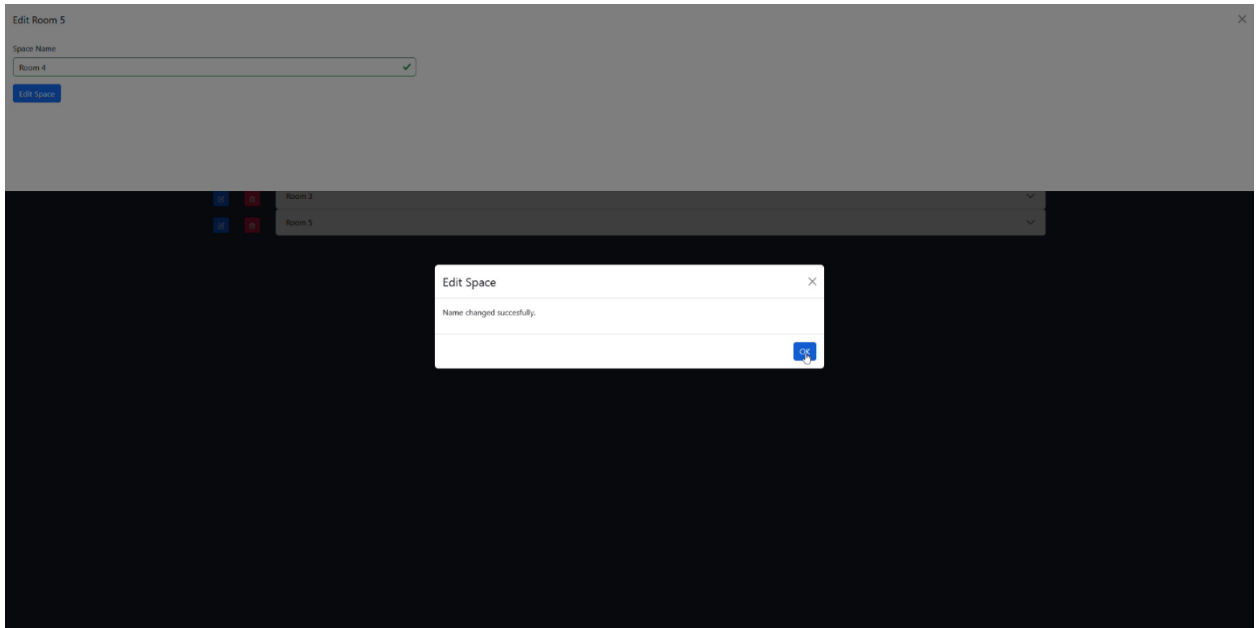 Edit Room 5
Space Name
Room 4
Edit Space
Room 3
Room 5
Edit Space
Name changed succesfully.
OK